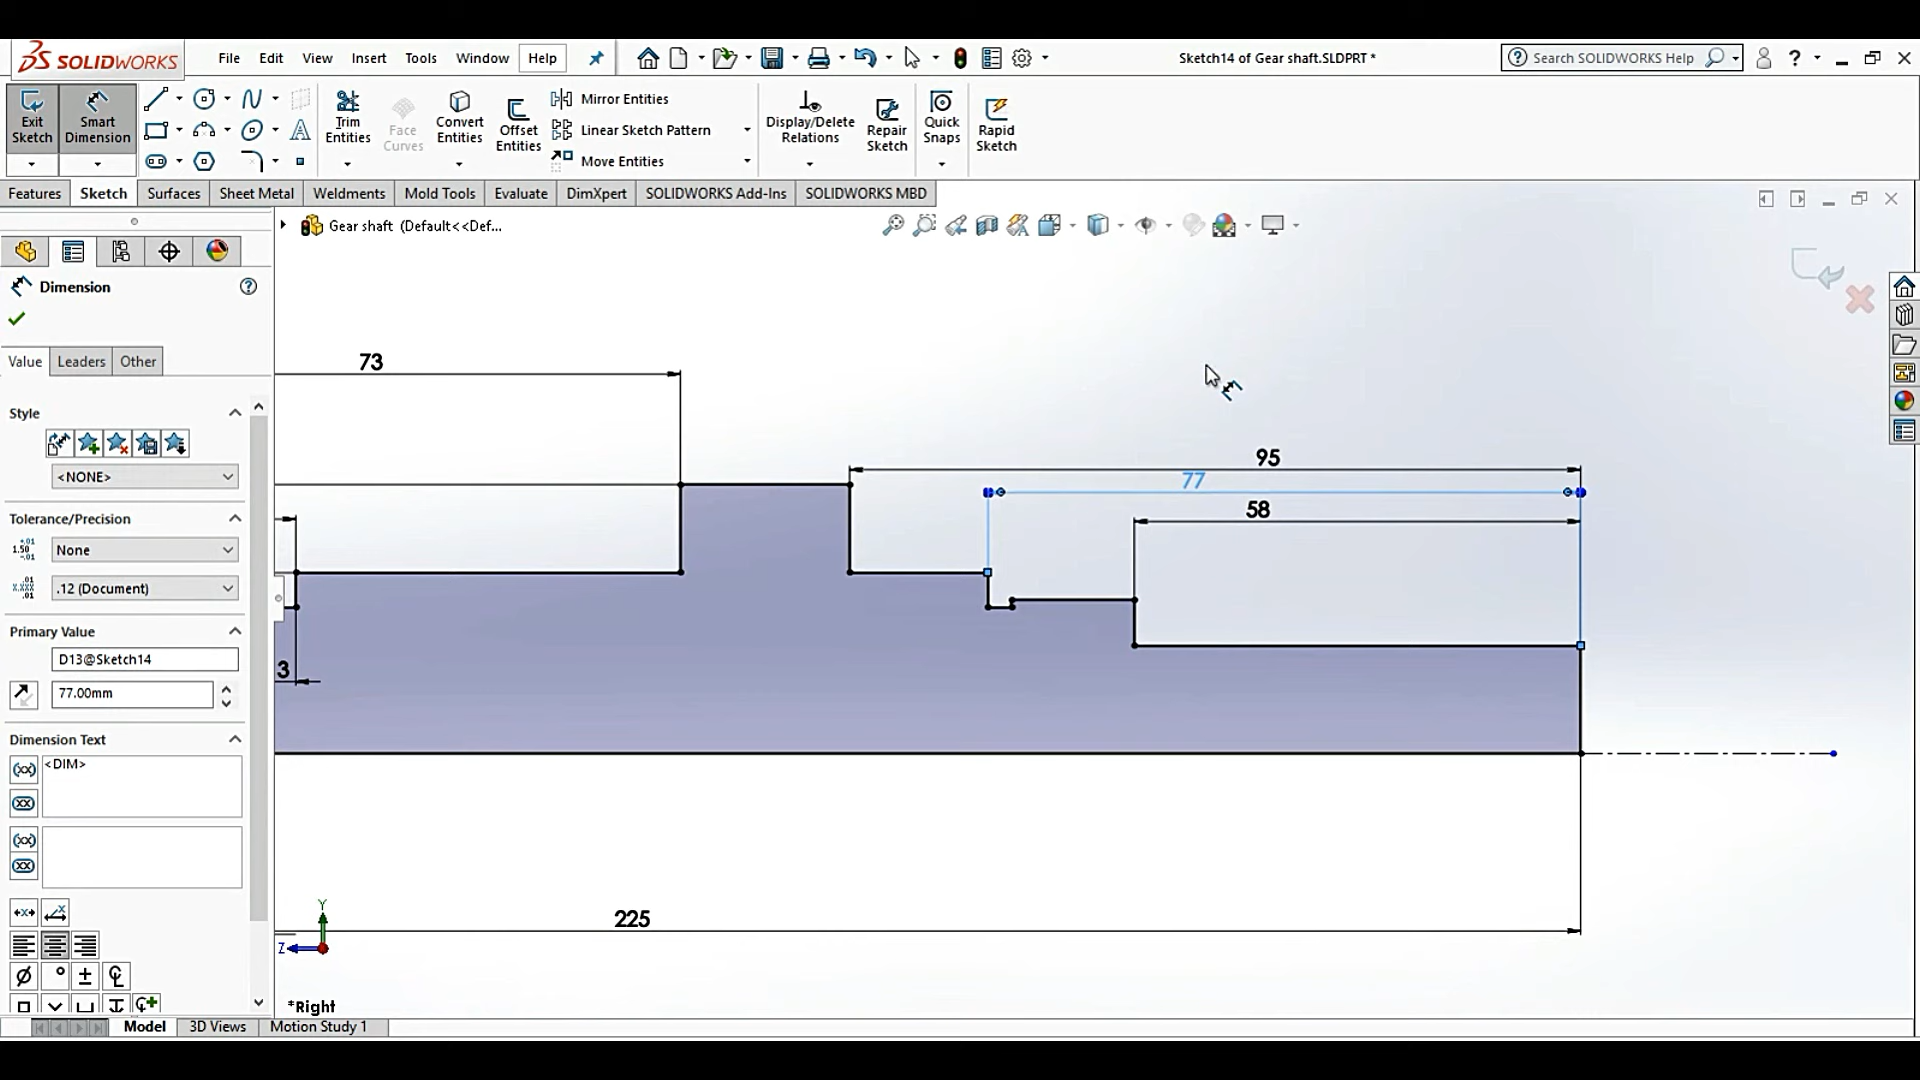 SOLIDWORKS
File Edit View Insert Tools Window Help
Sketch14 of Gear shaft.SLDPRT *
Search SOLIDWORKS Help
Exit Sketch
Smart Dimension
Trim Entities
Face Curves
Convert Entities
Offset Entities
Mirror Entities
Linear Sketch Pattern
Move Entities
Display/Delete Relations
Repair Sketch
Quick Snaps
Rapid Sketch
Features Sketch Surfaces Sheet Metal Weldments Mold Tools Evaluate DimXpert SOLIDWORKS Add-Ins SOLIDWORKS MBD
Gear shaft (Default<<Def...
Dimension
Value Leaders Other
Style
<NONE>
Tolerance/Precision
None
.12 (Document)
Primary Value
D13@Sketch14
77.00mm
Dimension Text
<DIM>
73
95
77
58
3
225
Y
Z
*Right
Model 3D Views Motion Study 1